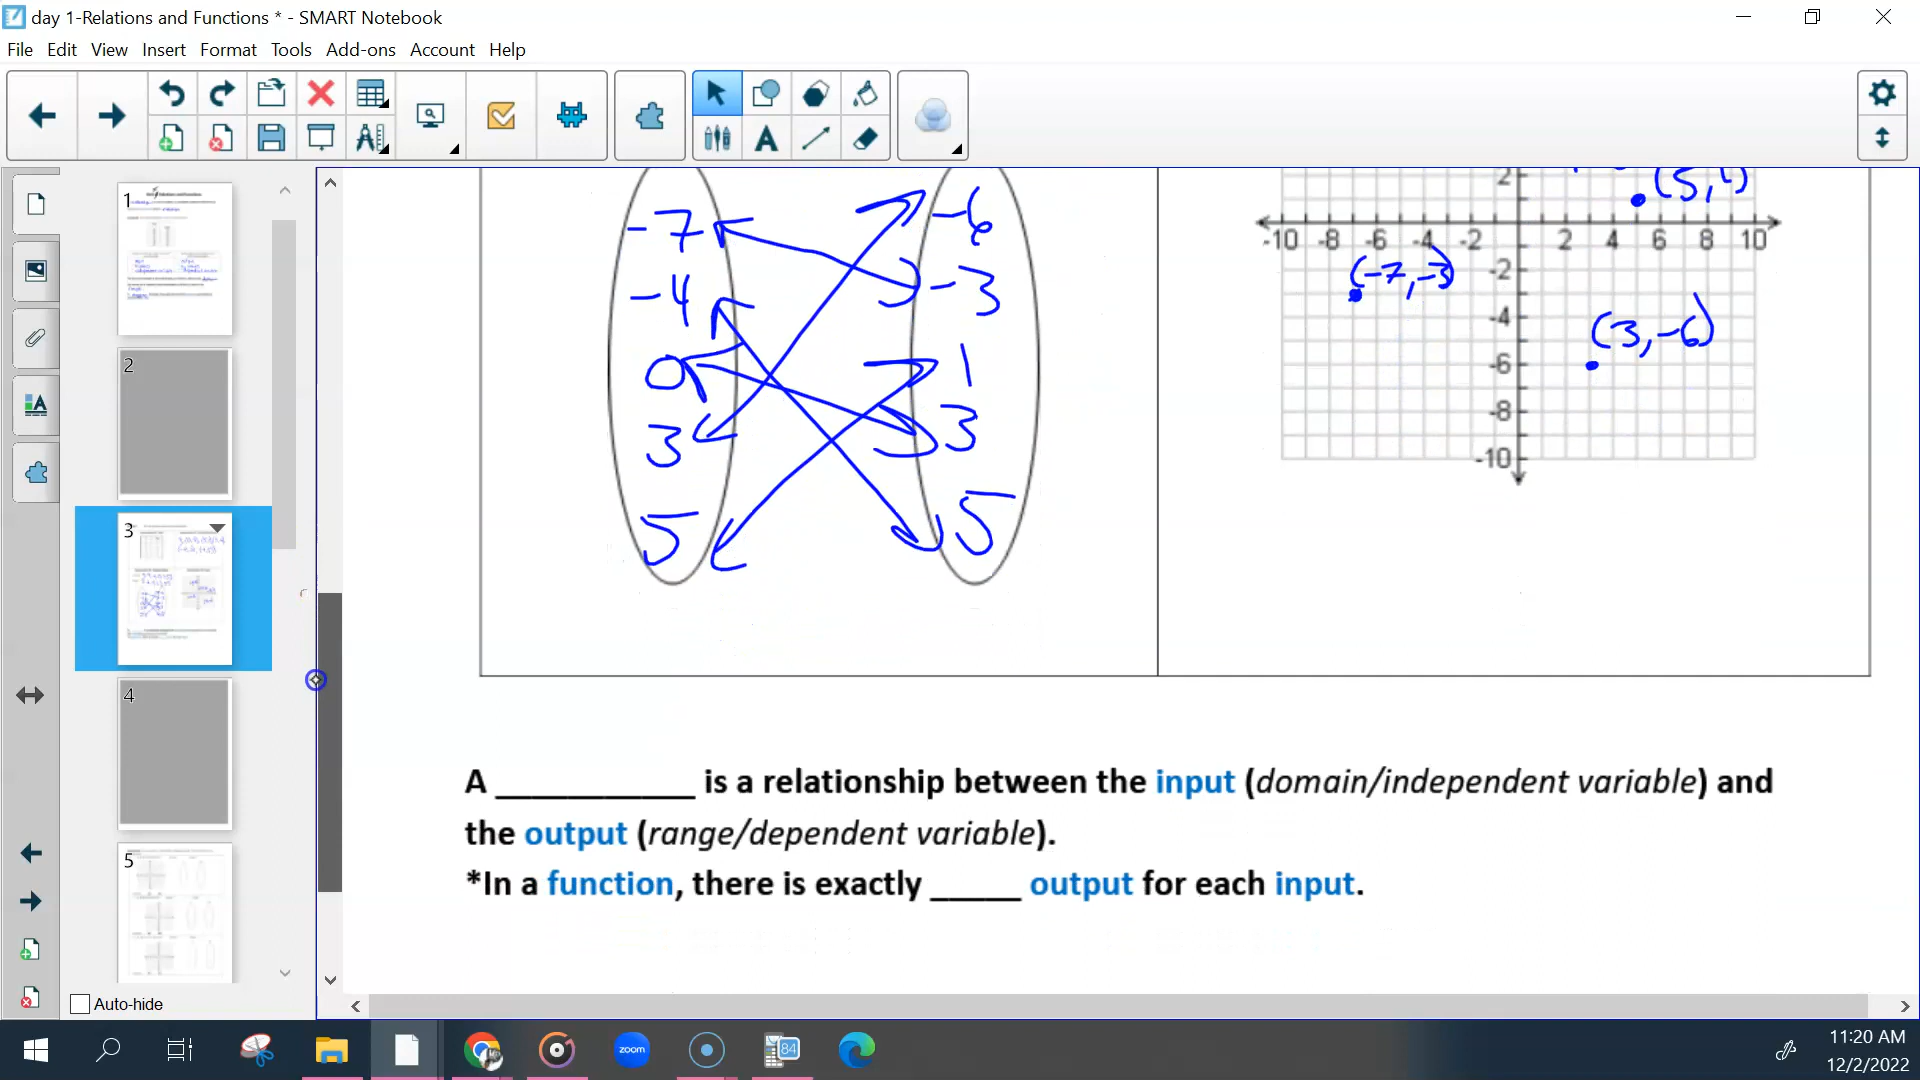 day 1-Relations and Functions * - SMART Notebook
File Edit View Insert Format Tools Add-ons Account Help
1
2
3
4
5
Auto-hide
-7
-4
0
3
5
-6
-3
1
3
5
2
(5,1)
-10 -8 -6 -4 -2 2 4 6 8 10
-2
(-7,-3)
-4
(3,-6)
-6
-8
-10
A ___________ is a relationship between the input (domain/independent variable) and
the output (range/dependent variable).
*In a function, there is exactly _____ output for each input.
zoom
84
11:20 AM
12/2/2022